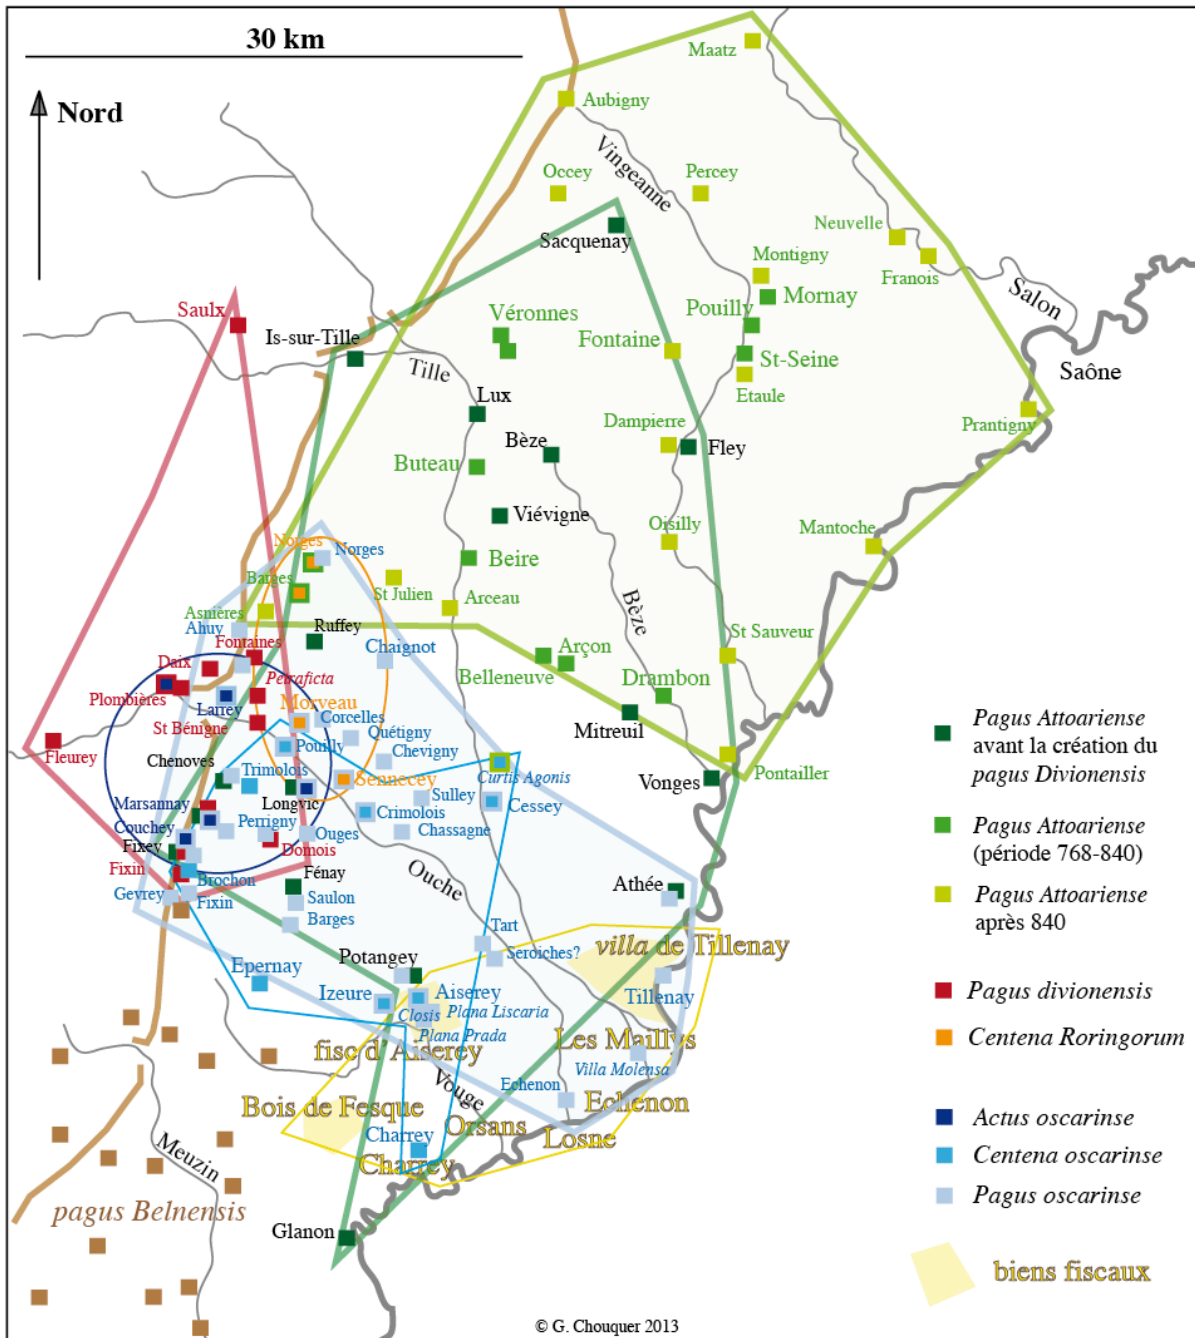 30 km
Nord
Maatz
Aubigny
Vingeanne
Occey
Percey
Sacquenay
Neuvelle
Franois
Montigny
Salon
Mornay
Saulx
Is-sur-Tille
Véronnes
Pouilly
Fontaine
Tille
St-Seine
Saône
Etaule
Lux
Prantigny
Dampierre
Bèze
Fley
Buteau
Viévigne
Oisilly
Mantoche
Norges
Norges
Beire
Barges
St Julien
Arceau
Bèze
Asnières
Ahuy
Ruffey
St Sauveur
Fontaines
Chaignot
Arçon
Daix
Belleneuve
Petraficta
Drambon
Plombières
Larrey
Morveau
Mitreuil
St Bénigne
Corcelles
Quétigny
Fleurey
Pouilly
Chevigny
Chenoves
Trimolois
Sennecey
Curtis Agonis
Vonges
Pontailler
Marsannay
Longvic
Sulley
Cessey
Couchey
Perrigny
Crimolois
Ouges
Chassagne
Fixey
Domois
Fixin
Brochon
Fénay
Ouche
Athée
Gevrey
Fixin
Saulon
Barges
Tart
Potangey
Seroiches?
villa de Tillenay
Epernay
Izeure
Aiserey
Tillenay
Closis
Plana Liscaria
Plana Prada
Les Maillys
fisc d'Aiserey
Villa Molensa
Vouge
Echenon
Echenon
Bois de Fesque
Orsans
Losne
Charrey
Charrey
Meuzin
pagus Belnensis
Glanon
Pagus Attoariense
avant la création du
pagus Divionensis
Pagus Attoariense
(période 768-840)
Pagus Attoariense
après 840
Pagus divionensis
Centena Roringorum
Actus oscarinse
Centena oscarinse
Pagus oscarinse
biens fiscaux
© G. Chouquer 2013